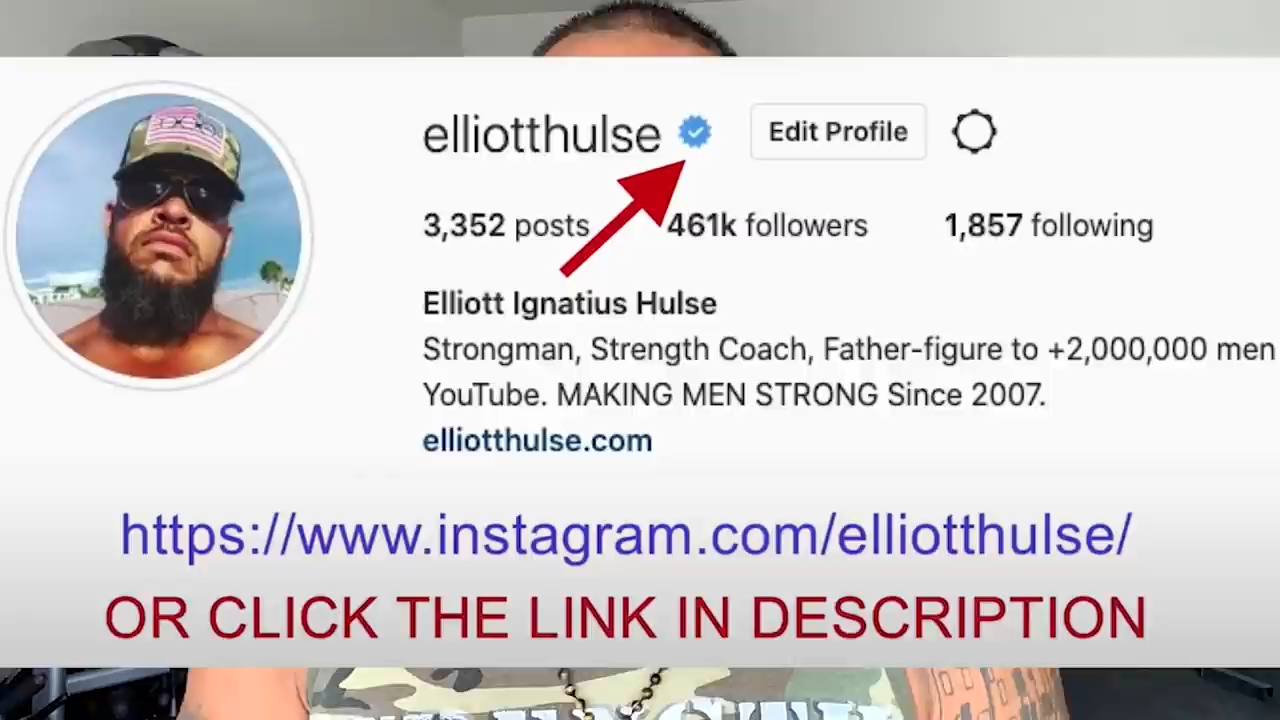 elliotthulse Edit Profile
3,352 posts 461k followers 1,857 following
Elliott Ignatius Hulse
Strongman, Strength Coach, Father-figure to +2,000,000 men
YouTube. MAKING MEN STRONG Since 2007.
elliotthulse.com
https://www.instagram.com/elliotthulse/
OR CLICK THE LINK IN DESCRIPTION